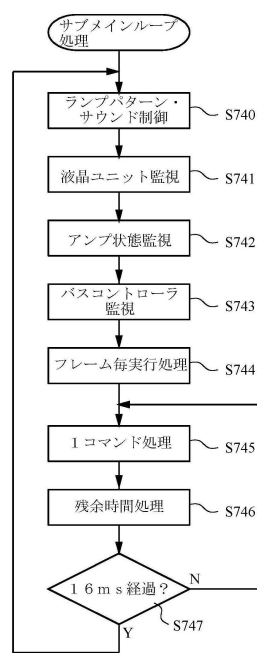 サブメインループ
処理
ランプパターン・
サウンド制御
S740
液晶ユニット監視
S741
アンプ状態監視
S742
バスコントローラ
監視
S743
フレーム毎実行処理
S744
１コマンド処理
S745
残余時間処理
S746
１６ｍｓ経過？
N
Y
S747